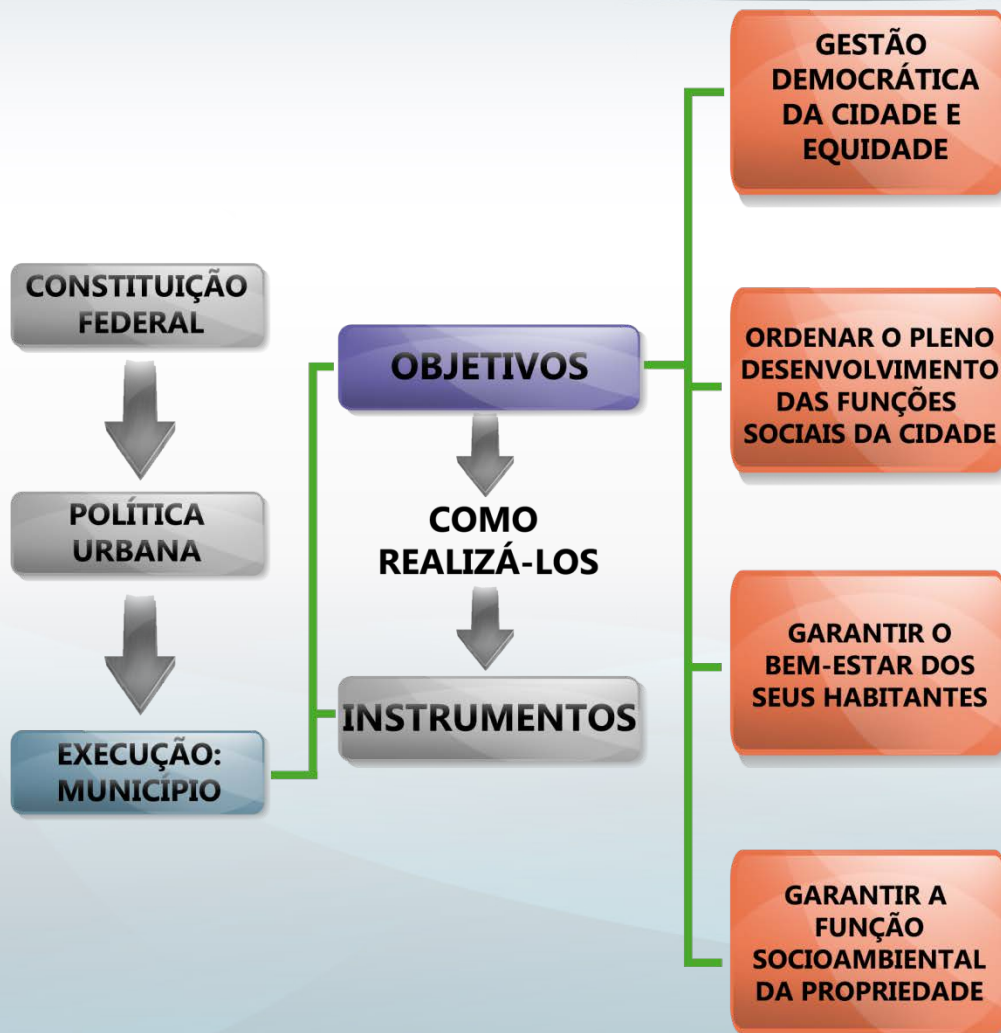 CONSTITUIÇÃO
FEDERAL
POLÍTICA
URBANA
EXECUÇÃO:
MUNICÍPIO
OBJETIVOS
COMO
REALIZÁ-LOS
INSTRUMENTOS
GESTÃO
DEMOCRÁTICA
DA CIDADE E
EQUIDADE
ORDENAR O PLENO
DESENVOLVIMENTO
DAS FUNÇÕES
SOCIAIS DA CIDADE
GARANTIR O
BEM-ESTAR DOS
SEUS HABITANTES
GARANTIR A
FUNÇÃO
SOCIOAMBIENTAL
DA PROPRIEDADE